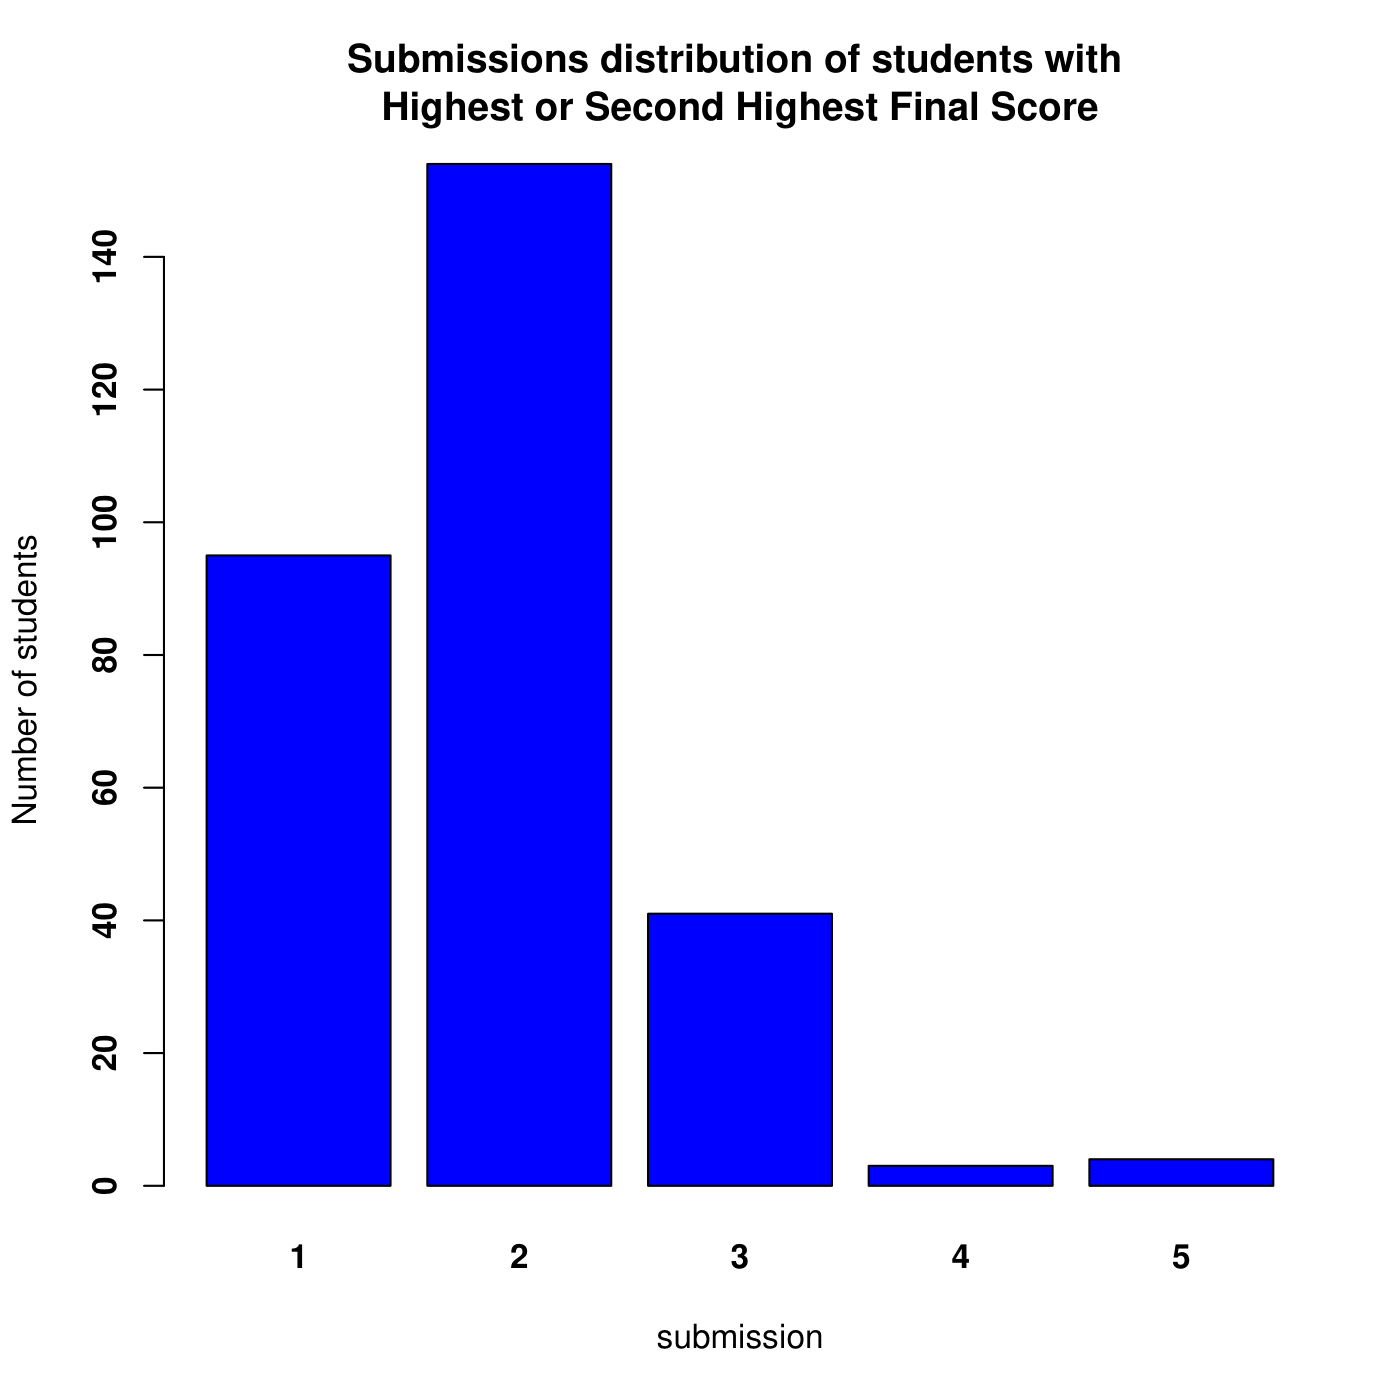 Submissions distribution of students with
Highest or Second Highest Final Score
Number of students
140
120
100
80
60
40
20
0
1 2 3 4 5
submission